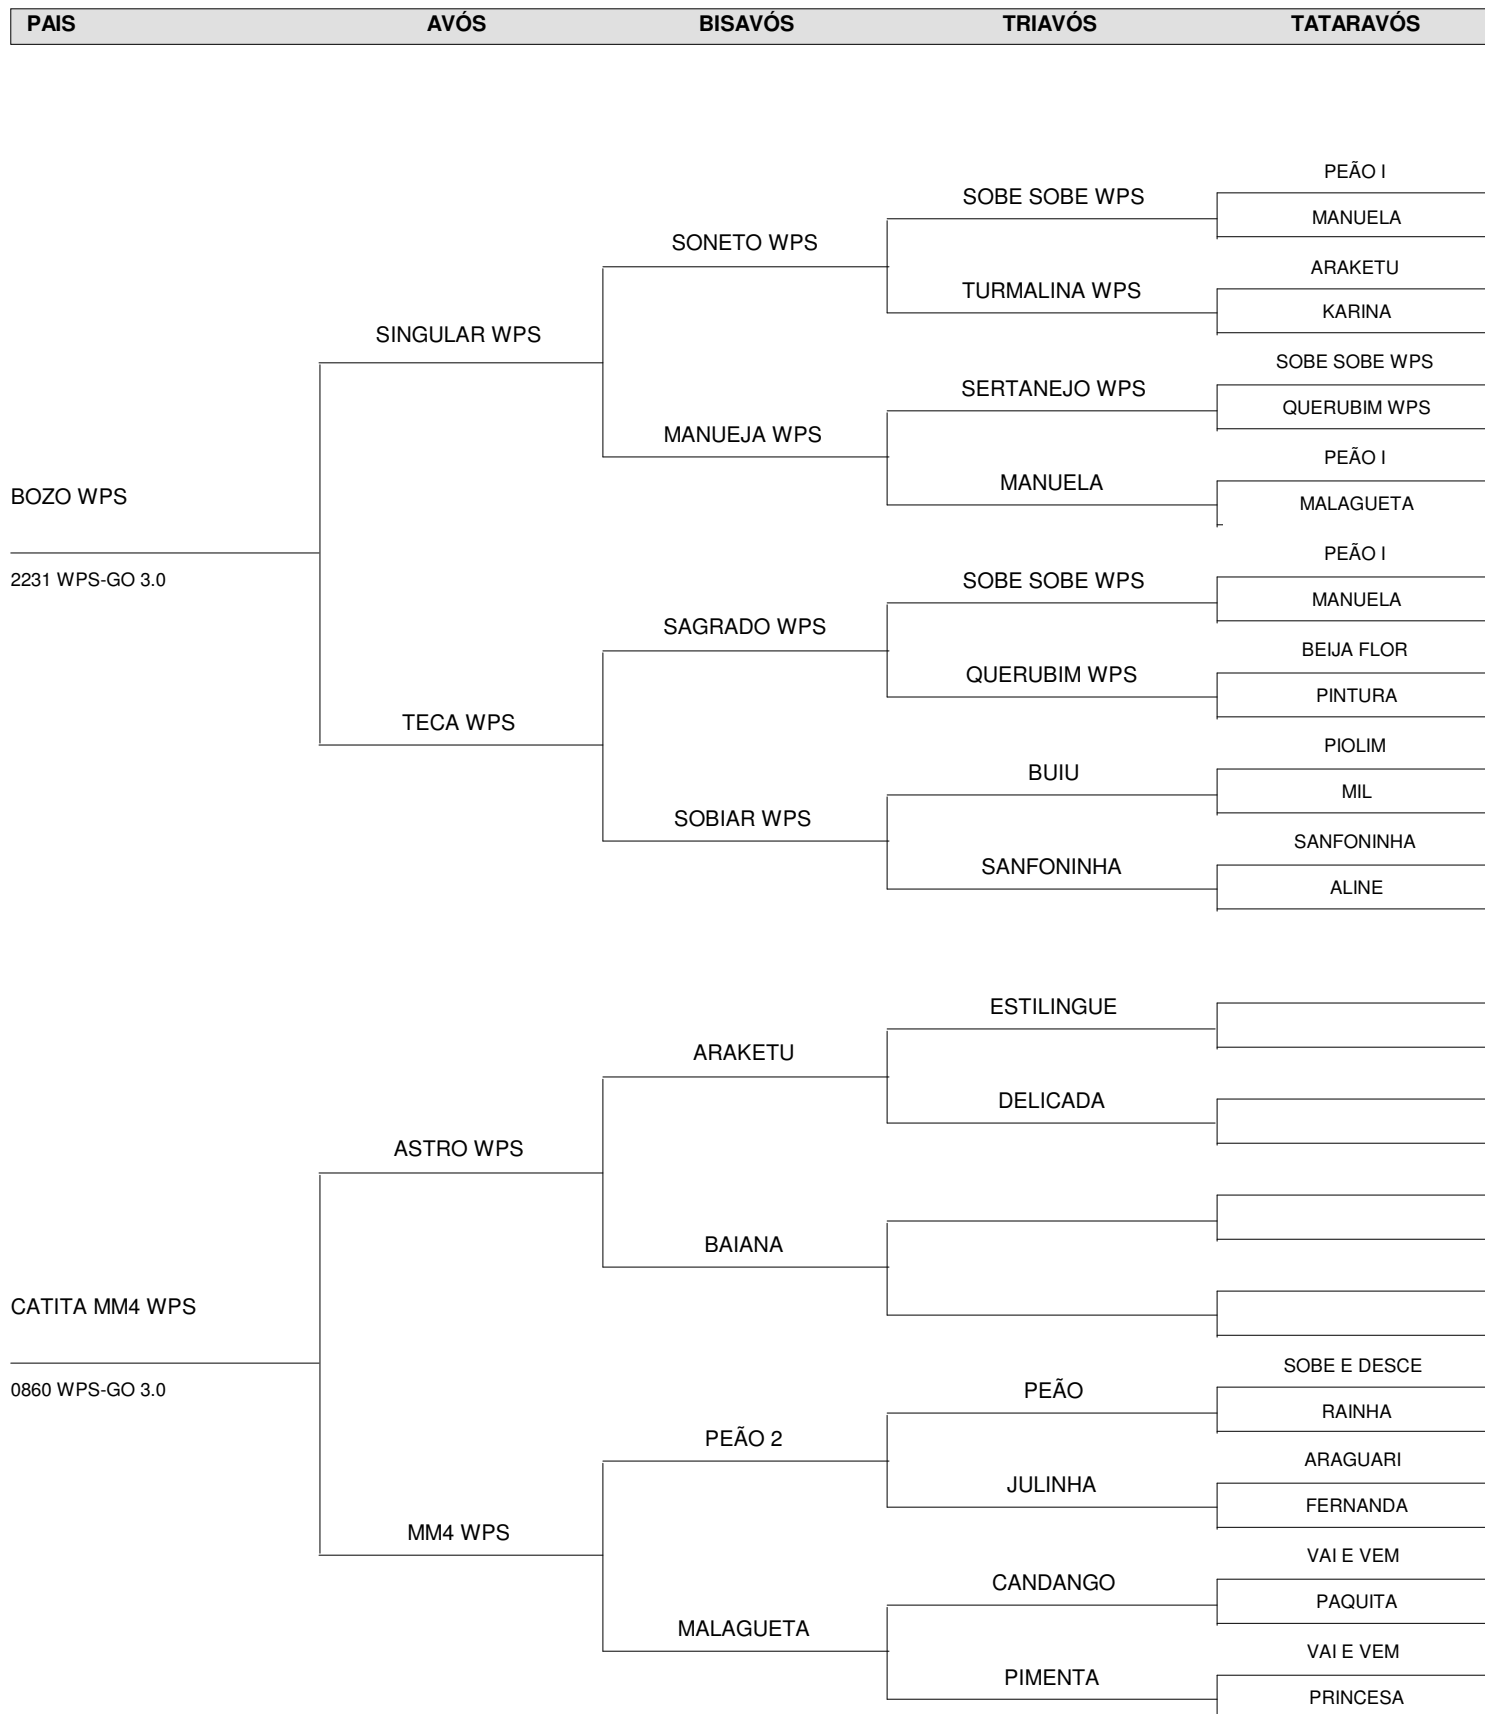 PAIS AVÓS BISAVÓS TRIAVÓS TATARAVÓS
PEÃO I
SOBE SOBE WPS
MANUELA
SONETO WPS
ARAKETU
TURMALINA WPS
KARINA
SINGULAR WPS
SOBE SOBE WPS
SERTANEJO WPS
QUERUBIM WPS
MANUEJA WPS
PEÃO I
MANUELA
BOZO WPS
MALAGUETA
PEÃO I
2231 WPS-GO 3.0
SOBE SOBE WPS
MANUELA
SAGRADO WPS
BEIJA FLOR
QUERUBIM WPS
PINTURA
TECA WPS
PIOLIM
BUIU
MIL
SOBIAR WPS
SANFONINHA
SANFONINHA
ALINE
ESTILINGUE
ARAKETU
DELICADA
ASTRO WPS
BAIANA
CATITA MM4 WPS
SOBE E DESCE
0860 WPS-GO 3.0
PEÃO
RAINHA
PEÃO 2
ARAGUARI
JULINHA
FERNANDA
MM4 WPS
VAI E VEM
CANDANGO
PAQUITA
MALAGUETA
VAI E VEM
PIMENTA
PRINCESA